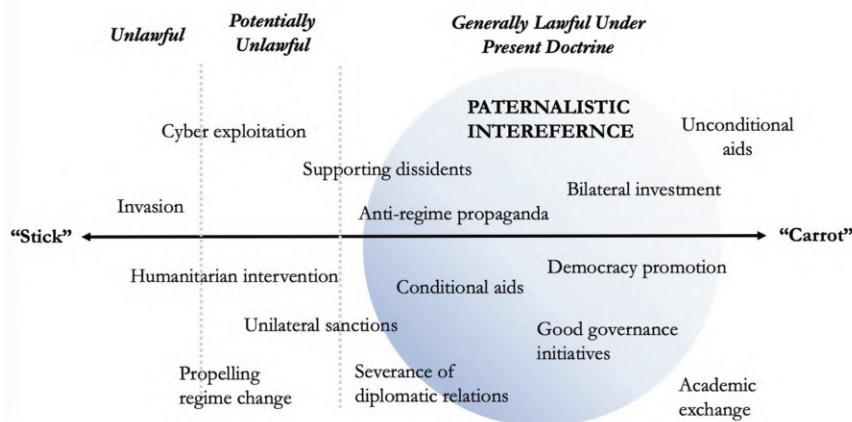 Unlawful
Potentially
Unlawful
Generally Lawful Under
Present Doctrine
PATERNALISTIC
INTEREFERNCE
Unconditional
aids
Cyber exploitation
Supporting dissidents
Bilateral investment
Invasion
Anti-regime propaganda
“Stick”
“Carrot”
Humanitarian intervention
Conditional aids
Democracy promotion
Unilateral sanctions
Good governance
initiatives
Propelling
regime change
Severance of
diplomatic relations
Academic
exchange